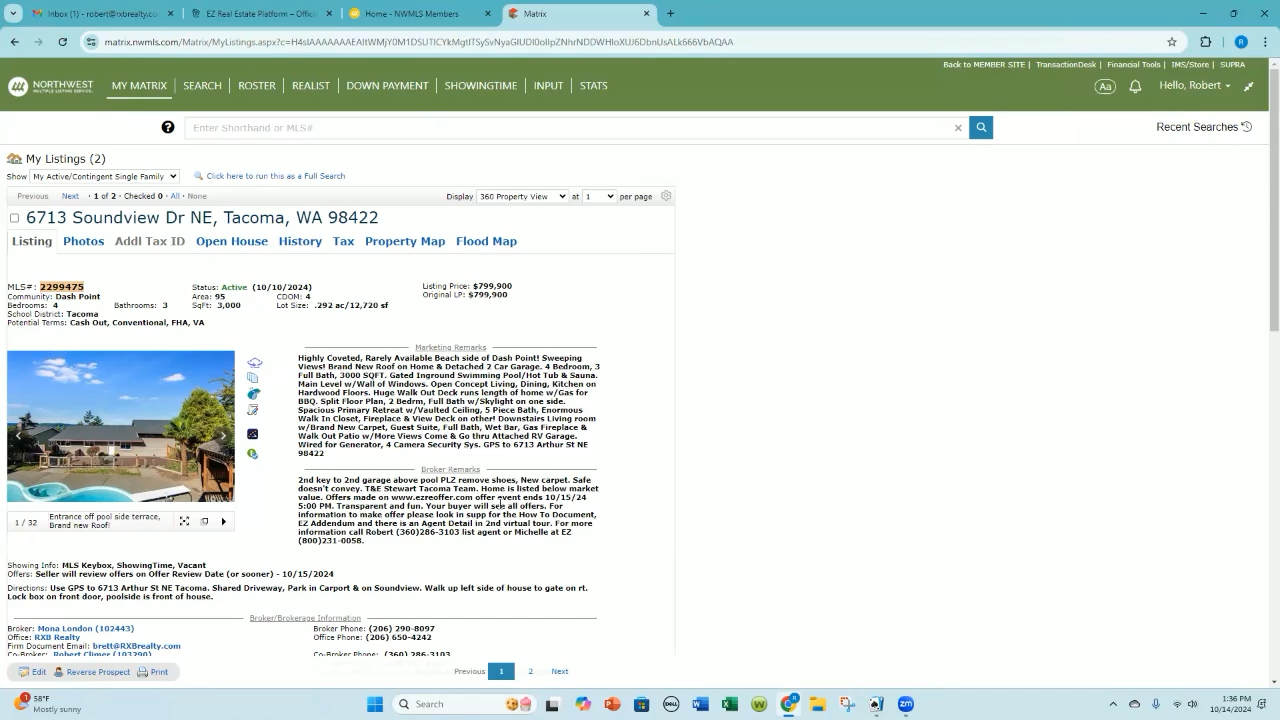 Inbox (1) - robert@rxbrealty.con
EZ Real Estate Platform – Offici
Home - NWMLS Members
Matrix
matrix.nwmls.com/Matrix/MyListings.aspx?c=
Back to MEMBER SITE | TransactionDesk | Financial Tools | IMS/Store | SUPRA
NORTHWEST MULTIPLE LISTING SERVICE.
MY MATRIX SEARCH ROSTER REALIST DOWN PAYMENT SHOWINGTIME INPUT STATS
Aa Hello, Robert
Enter Shorthand or MLS#
Recent Searches
My Listings (2)
Show My Active/Contingent Single Family Click here to run this as a Full Search
Previous Next · 1 of 2 · Checked 0 · All · None Display 360 Property View at 1 per page
6713 Soundview Dr NE, Tacoma, WA 98422
Listing Photos Addl Tax ID Open House History Tax Property Map Flood Map
MLS#: 2299475 Status: Active (10/10/2024) Listing Price: $799,900
Community: Dash Point Area: 95 CDOM: 4 Original LP: $799,900
Bedrooms: 4 Bathrooms: 3 SqFt: 3,000 Lot Size: .292 ac/12,720 sf
School District: Tacoma
Potential Terms: Cash Out, Conventional, FHA, VA
Marketing Remarks
Highly Coveted, Rarely Available Beach side of Dash Point! Sweeping
Views! Brand New Roof on Home & Detached 2 Car Garage. 4 Bedroom, 3
Full Bath, 3000 SQFT. Gated Inground Swimming Pool/Hot Tub & Sauna.
Main Level w/Wall of Windows. Open Concept Living, Dining, Kitchen on
Hardwood Floors. Huge Walk Out Deck runs length of home w/Gas for
BBQ. Split Floor Plan, 2 Bedrm, Full Bath w/Skylight on one side.
Spacious Primary Retreat w/Vaulted Ceiling, 5 Piece Bath, Enormous
Walk In Closet, Fireplace & View Deck on other! Downstairs Living room
w/Brand New Carpet, Guest Suite, Full Bath, Wet Bar, Gas Fireplace &
Walk Out Patio w/More Views Come & Go thru Attached RV Garage.
Wired for Generator, 4 Camera Security Sys. GPS to 6713 Arthur St NE
98422
Broker Remarks
2nd key to 2nd garage above pool PLZ remove shoes, New carpet. Safe
doesn't convey. T&E Stewart Tacoma Team. Home is listed below market
value. Offers made on www.ezreoffer.com offer event ends 10/15/24
5:00 PM. Transparent and fun. Your buyer will see all offers. For
information to make offer please look in supp for the How To Document,
EZ Addendum and there is an Agent Detail in 2nd virtual tour. For more
information call Robert (360)286-3103 list agent or Michelle at EZ
(800)231-0058.
1 / 32 Entrance off pool side terrace,
Brand new Roof!
Showing Info: MLS Keybox, ShowingTime, Vacant
Offers: Seller will review offers on Offer Review Date (or sooner) - 10/15/2024
Directions: Use GPS to 6713 Arthur St NE Tacoma. Shared Driveway, Park in Carport & on Soundview. Walk up left side of house to gate on rt.
Lock box on front door, poolside is front of house.
Broker/Brokerage Information
Broker: Mona London (102443) Broker Phone: (206) 290-8097
Office: RXB Realty Office Phone: (206) 650-4242
Firm Document Email: brett@RXBrealty.com
Co-Broker: Robert Climer (103290) Co-Broker Phone: (360) 286-3103
Edit Reverse Prospect Print Previous 1 2 Next
58°F
Mostly sunny
Search
1:36 PM
10/14/2024